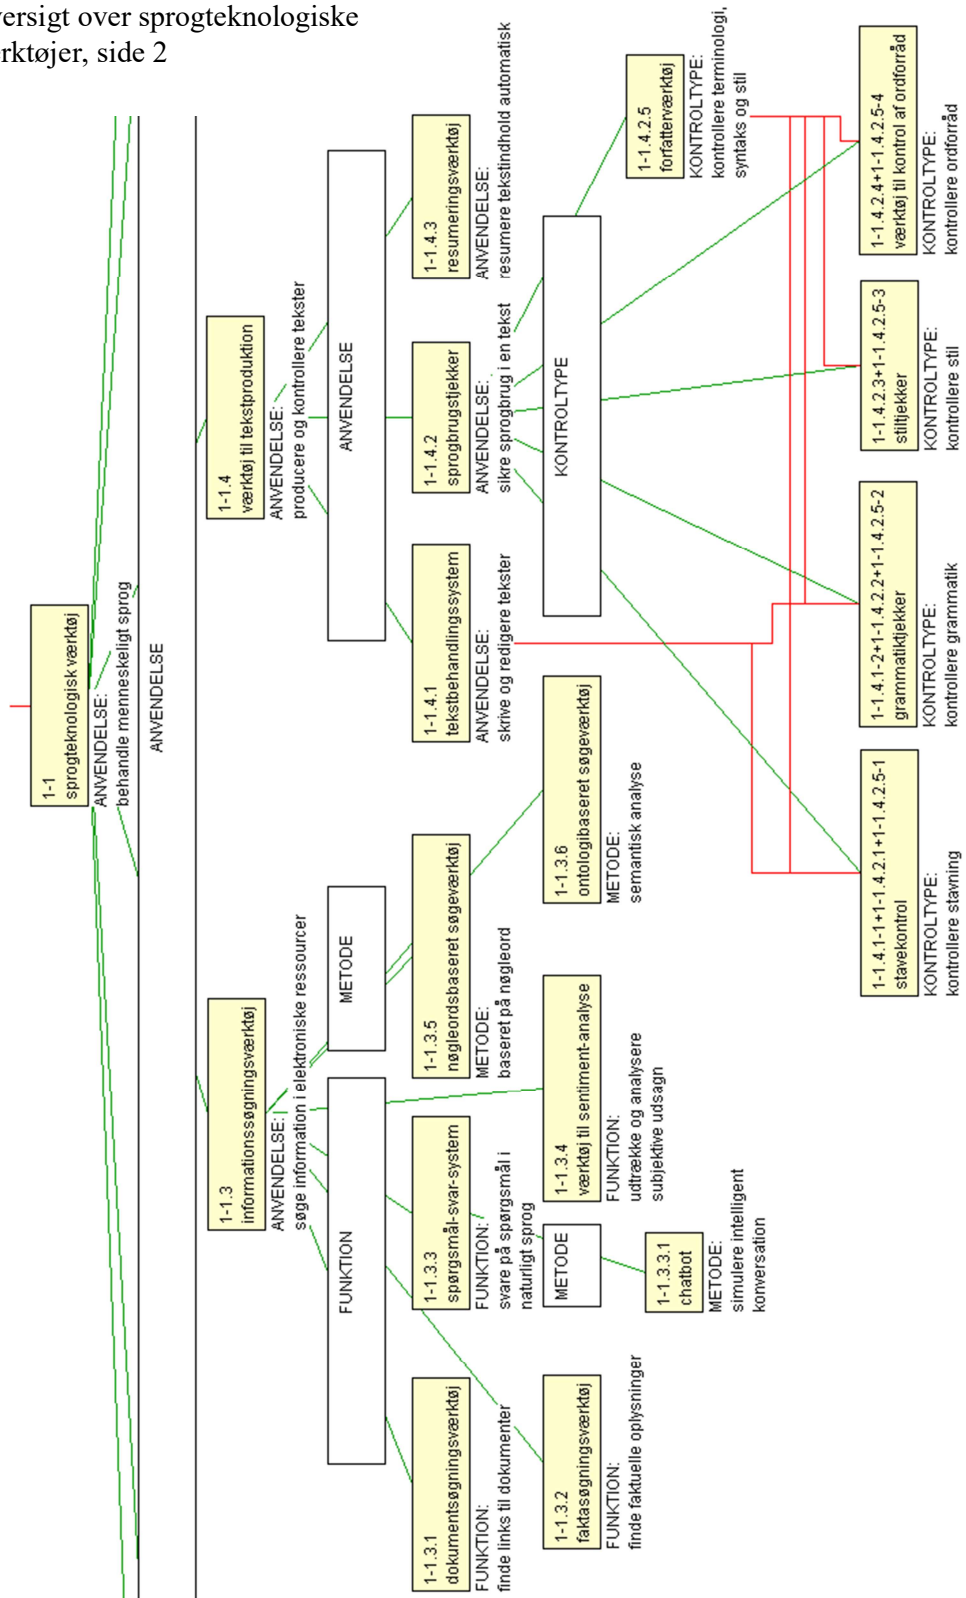 versigt over sprogteknologiske
erktøjer, side 2
1-1
sprogteknologisk værktøj
ANVENDELSE:
behandle menneskeligt sprog
ANVENDELSE
1-1.3
informationssøgningsværktøj
ANVENDELSE:
søge information i elektroniske ressourcer
1-1.4
værktøj til tekstproduktion
ANVENDELSE:
producere og kontrollere tekster
FUNKTION
METODE
ANVENDELSE
1-1.3.1
dokumentsøgningsværktøj
FUNKTION:
finde links til dokumenter
1-1.3.3
spørgsmål-svar-system
FUNKTION:
svare på spørgsmål i
naturligt sprog
1-1.3.5
nøgleordsbaseret søgeværktøj
METODE:
baseret på nøgleord
1-1.4.1
tekstbehandlingssystem
ANVENDELSE:
skrive og redigere tekster
1-1.4.2
sprogbrugstjekker
ANVENDELSE:
sikre sprogbrug i en tekst
1-1.4.3
resumeringsværktøj
ANVENDELSE:
resumere tekstindhold automatisk
1-1.3.2
faktasøgningsværktøj
FUNKTION:
finde faktuelle oplysninger
METODE
1-1.3.4
værktøj til sentiment-analyse
FUNKTION:
udtrække og analysere
subjektive udsagn
1-1.3.6
ontologibaseret søgeværktøj
METODE:
semantisk analyse
KONTROLTYPE
1-1.3.3.1
chatbot
METODE:
simulere intelligent
konversation
1-1.4.2.5
forfatterværktøj
KONTROLTYPE:
kontrollere terminologi,
syntaks og stil
1-1.4.1-1+1-1.4.2.1+1-1.4.2.5-1
stavekontrol
KONTROLTYPE:
kontrollere stavning
1-1.4.1-2+1-1.4.2.2+1-1.4.2.5-2
grammatiktjekker
KONTROLTYPE:
kontrollere grammatik
1-1.4.2.3+1-1.4.2.5-3
stiltjekker
KONTROLTYPE:
kontrollere stil
1-1.4.2.4+1-1.4.2.5-4
værktøj til kontrol af ordforråd
KONTROLTYPE:
kontrollere ordforråd